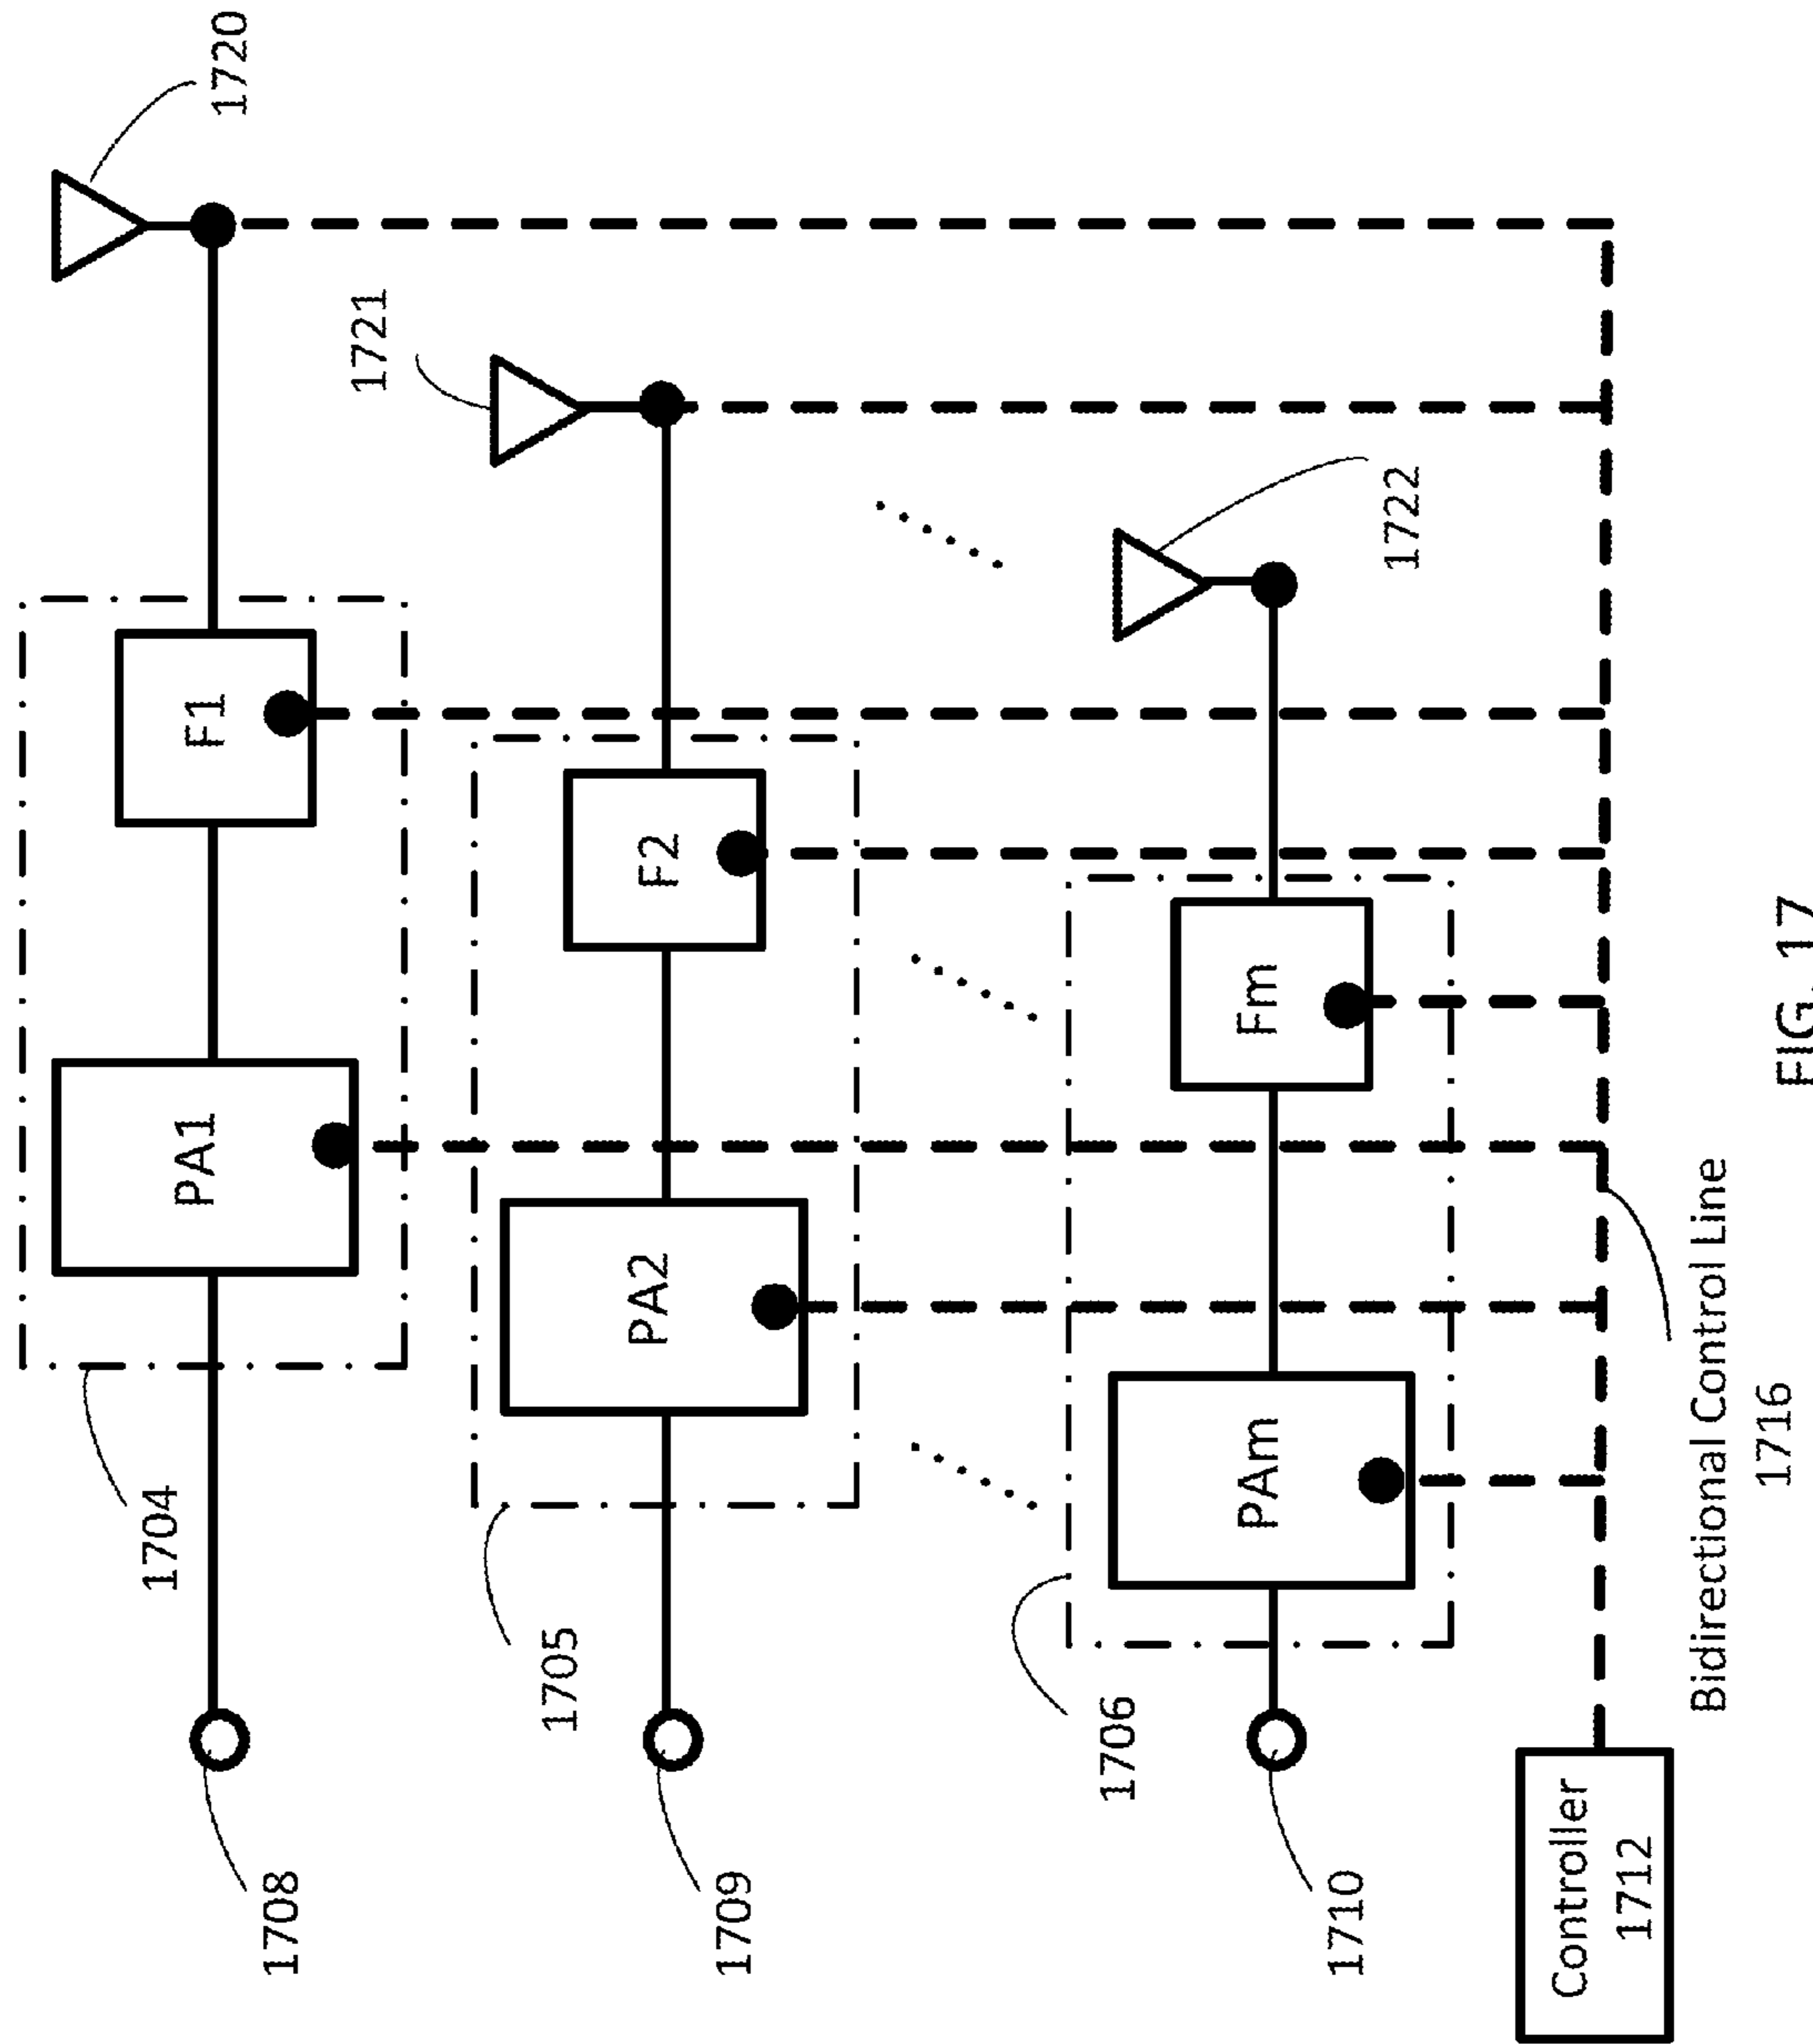 1720
1704
PA1
F1
1708
1721
1705
PA2
F2
1709
1722
1706
PAm
Fm
1710
Controller
1712
Bidirectional Control Line
1716
FIG. 17